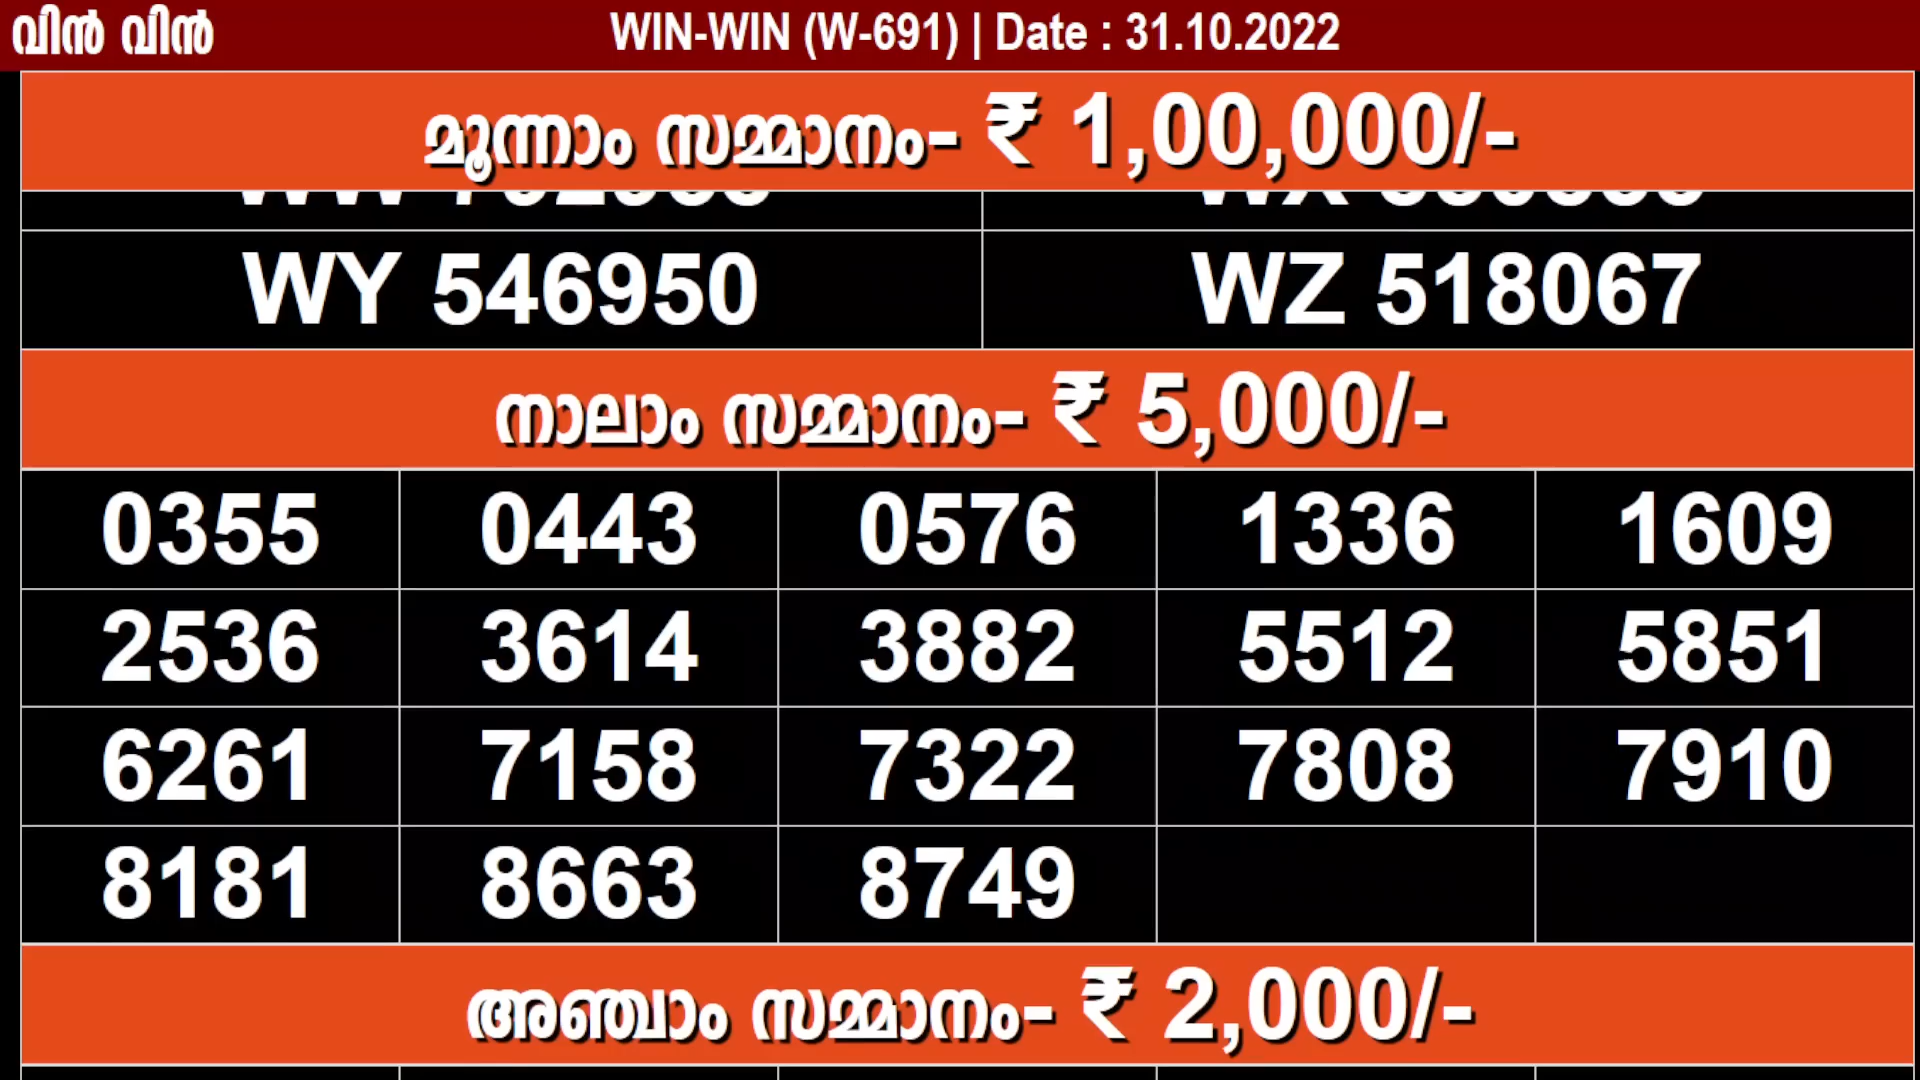 വിൻ വിൻ
WIN-WIN (W-691) | Date : 31.10.2022
മൂന്നാം സമ്മാനം- ₹ 1,00,000/-
WY 546950 WZ 518067
നാലാം സമ്മാനം- ₹ 5,000/-
0355 0443 0576 1336 1609
2536 3614 3882 5512 5851
6261 7158 7322 7808 7910
8181 8663 8749
അഞ്ചാം സമ്മാനം- ₹ 2,000/-